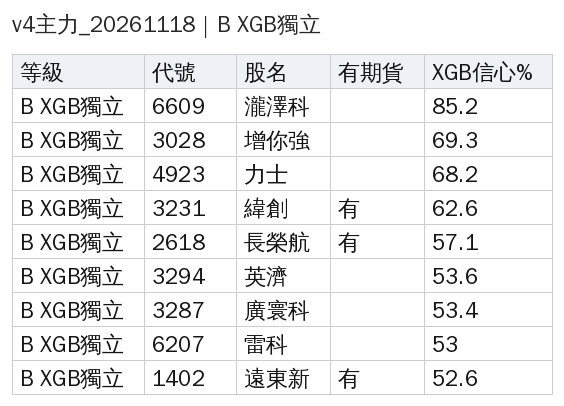 v4主力_20261118 | B XGB獨立
等級 代號 股名 有期貨 XGB信心%
B XGB獨立 6609 瀧澤科 85.2
B XGB獨立 3028 增你強 69.3
B XGB獨立 4923 力士 68.2
B XGB獨立 3231 緯創 有 62.6
B XGB獨立 2618 長榮航 有 57.1
B XGB獨立 3294 英濟 53.6
B XGB獨立 3287 廣寰科 53.4
B XGB獨立 6207 雷科 53
B XGB獨立 1402 遠東新 有 52.6